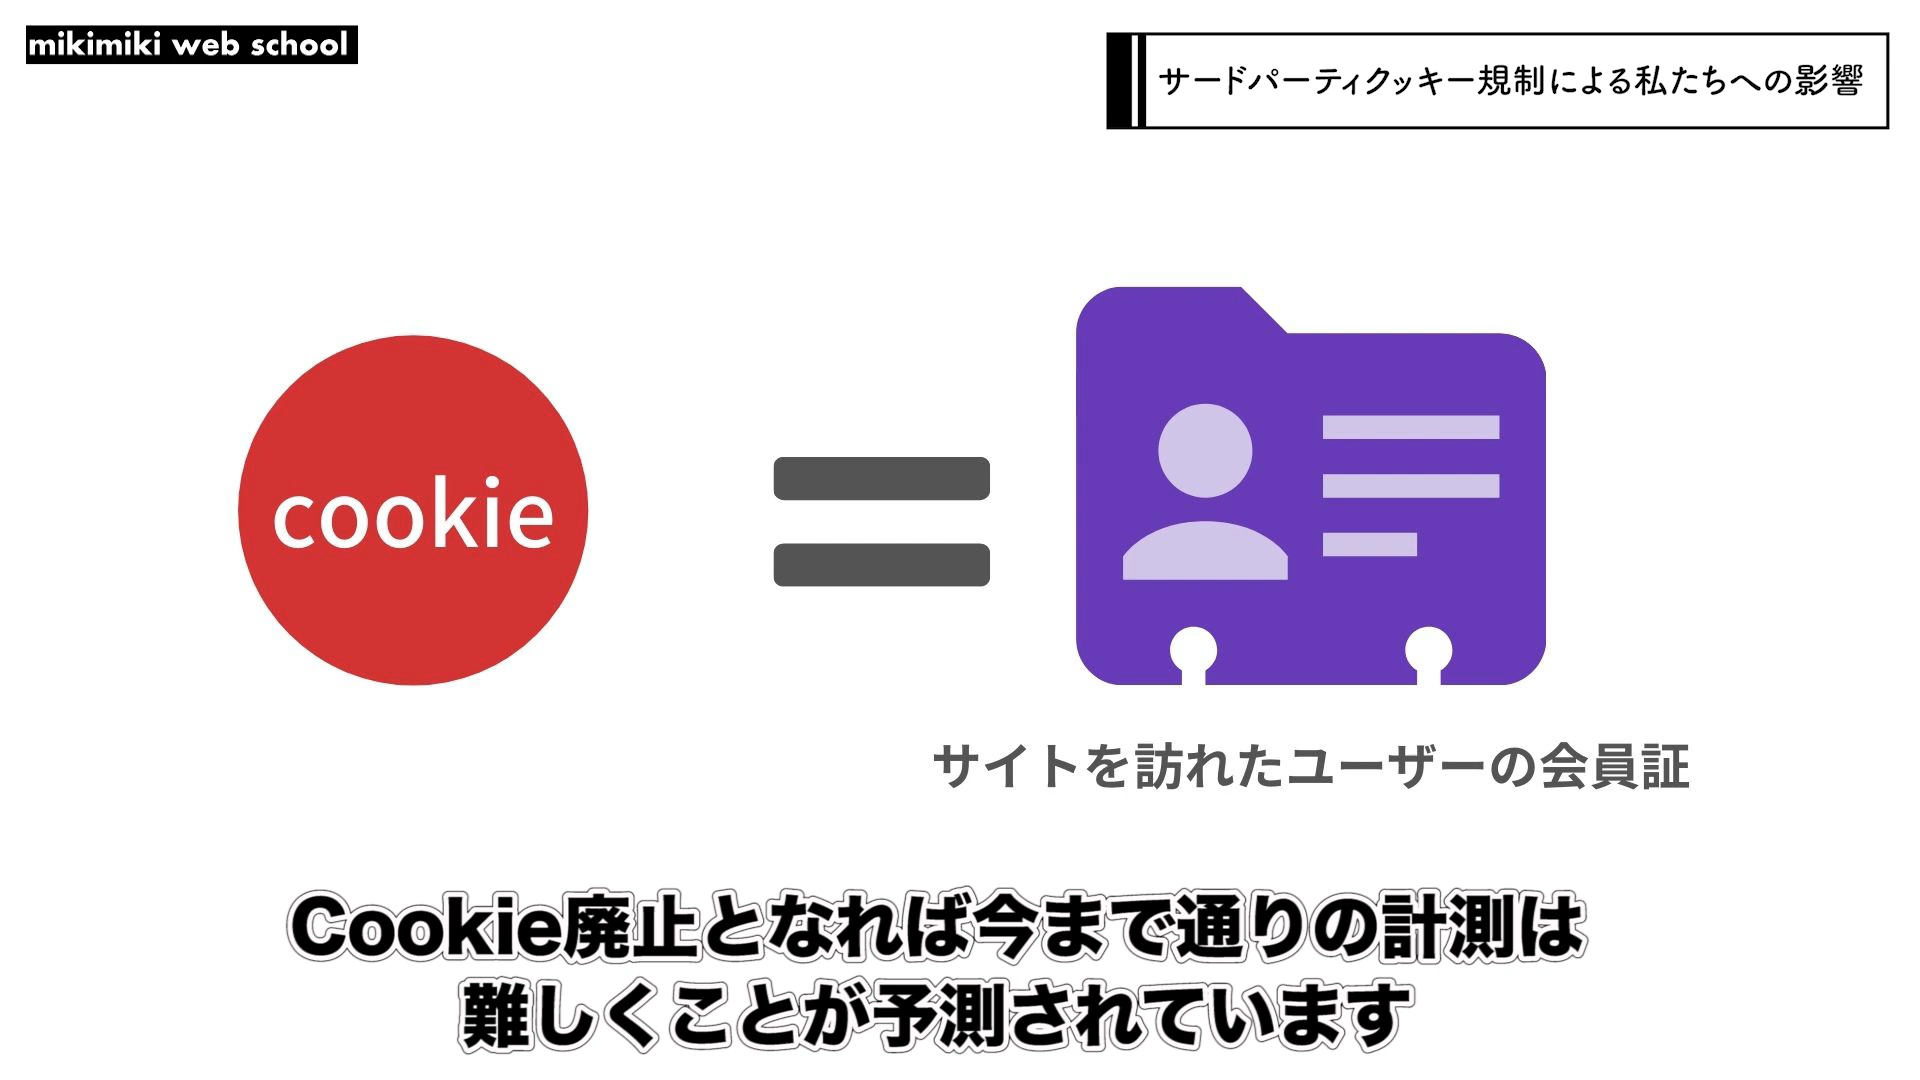 mikimiki web school
サードパーティクッキー規制による私たちへの影響
cookie
サイトを訪れたユーザーの会員証
Cookie廃止となれば今まで通りの計測は
難しくことが予測されています